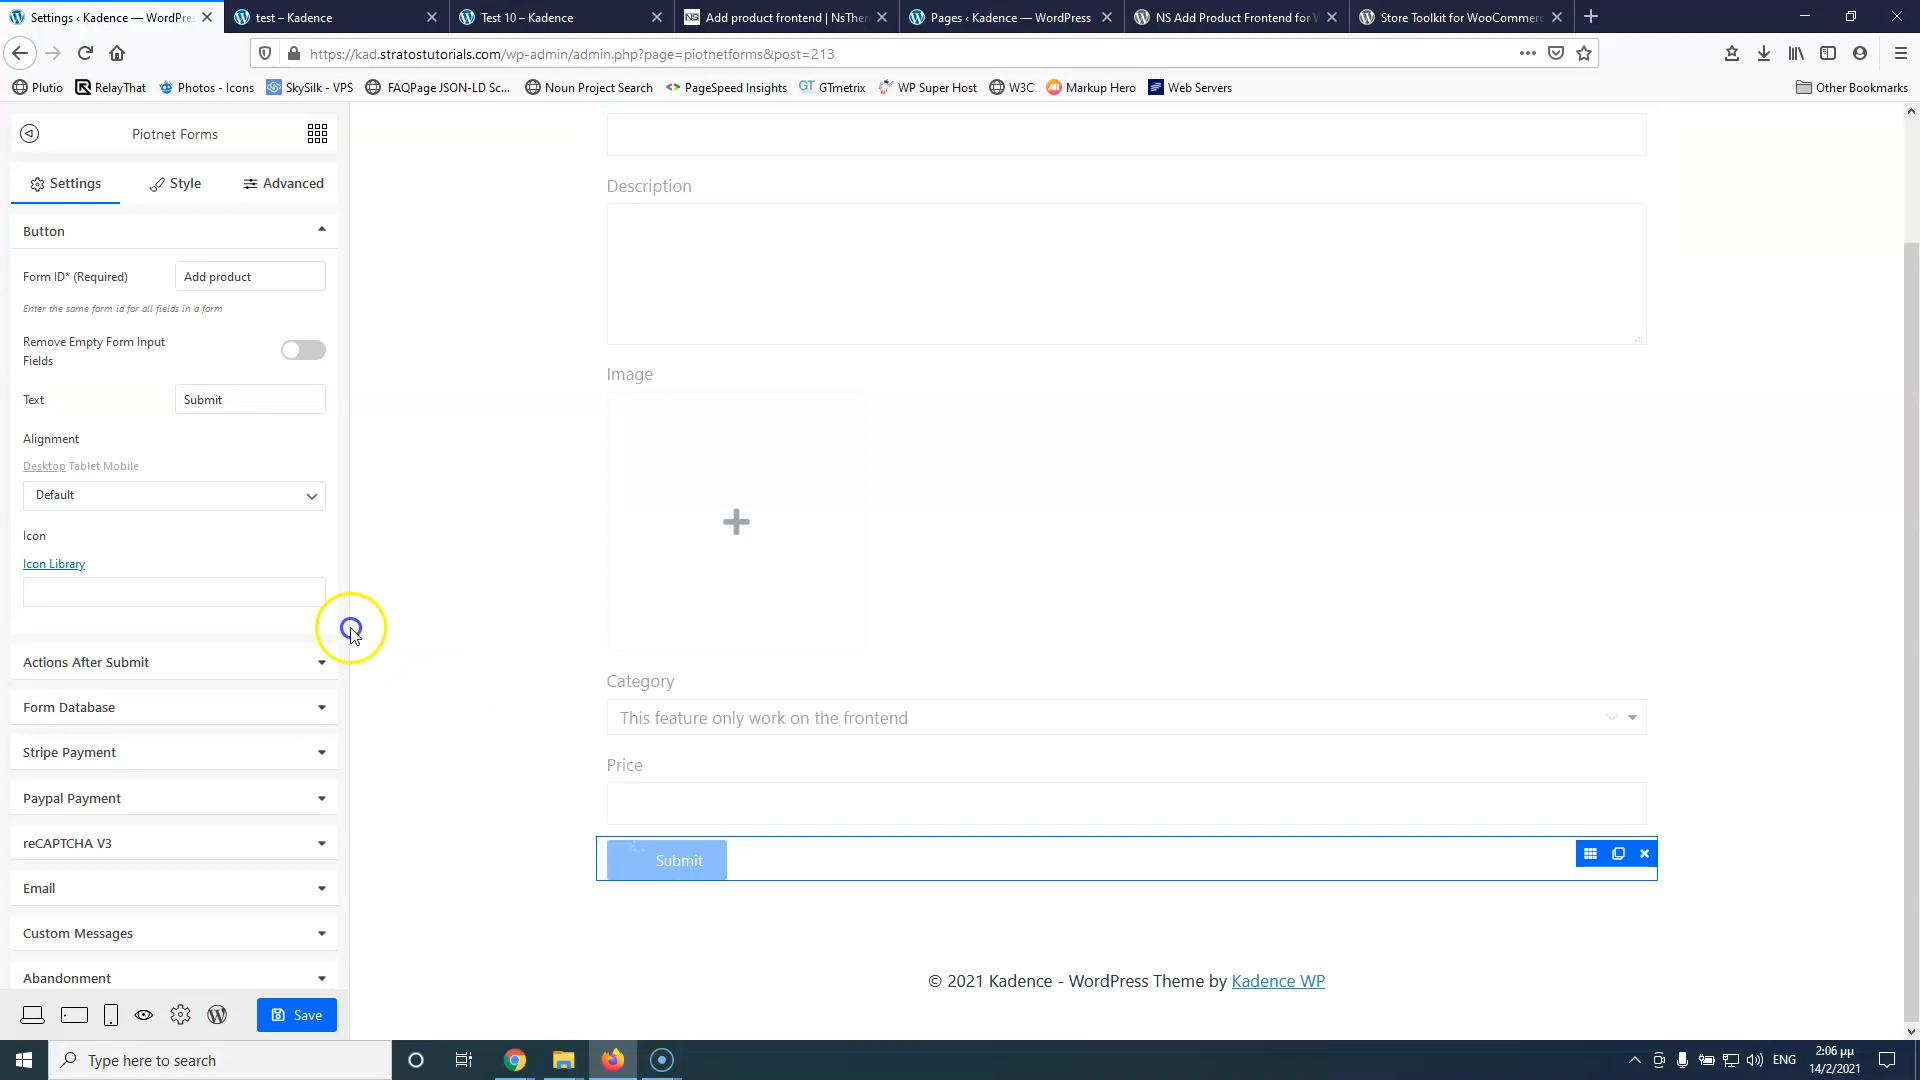 Settings ‹ Kadence — WordPre
test – Kadence
Test 10 – Kadence
NS Add product frontend | NsThe
Pages ‹ Kadence — WordPress
NS Add Product Frontend for
Store Toolkit for WooCommerc
https://kad.stratostutorials.com/wp-admin/admin.php?page=piotnetforms&post=213
Plutio
RelayThat
Photos - Icons
SkySilk - VPS
FAQPage JSON-LD Sc...
Noun Project Search
PageSpeed Insights
GTmetrix
WP Super Host
W3C
Markup Hero
Web Servers
Other Bookmarks
Piotnet Forms
Settings
Style
Advanced
Button
Form ID* (Required)
Add product
Enter the same form id for all fields in a form
Remove Empty Form Input
Fields
Text
Submit
Alignment
Desktop Tablet Mobile
Default
Icon
Icon Library
Actions After Submit
Form Database
Stripe Payment
Paypal Payment
reCAPTCHA V3
Email
Custom Messages
Abandonment
Save
Description
Image
Category
This feature only work on the frontend
Price
Submit
© 2021 Kadence - WordPress Theme by Kadence WP
Type here to search
ENG
2:06 μμ
14/2/2021